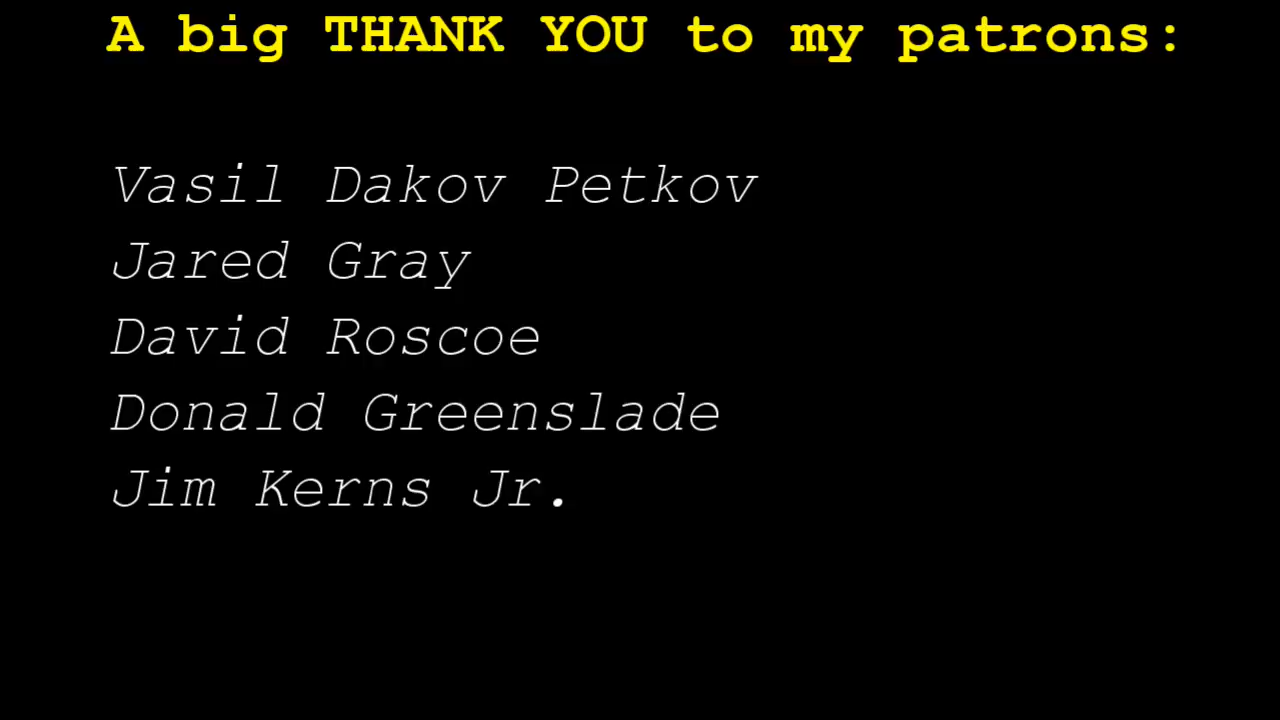 A big THANK YOU to my patrons:
Vasil Dakov Petkov
Jared Gray
David Roscoe
Donald Greenslade
Jim Kerns Jr.